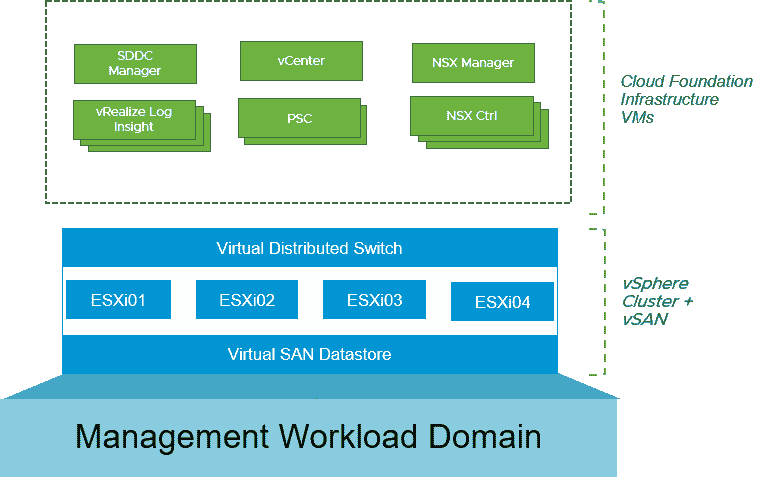 SDDC
Manager
vCenter
NSX Manager
Cloud Foundation
Infrastructure
VMs
vRealize Log
Insight
PSC
NSX Ctrl
Virtual Distributed Switch
ESXi01
ESXi02
ESXi03
ESXi04
vSphere
Cluster +
vSAN
Virtual SAN Datastore
Management Workload Domain